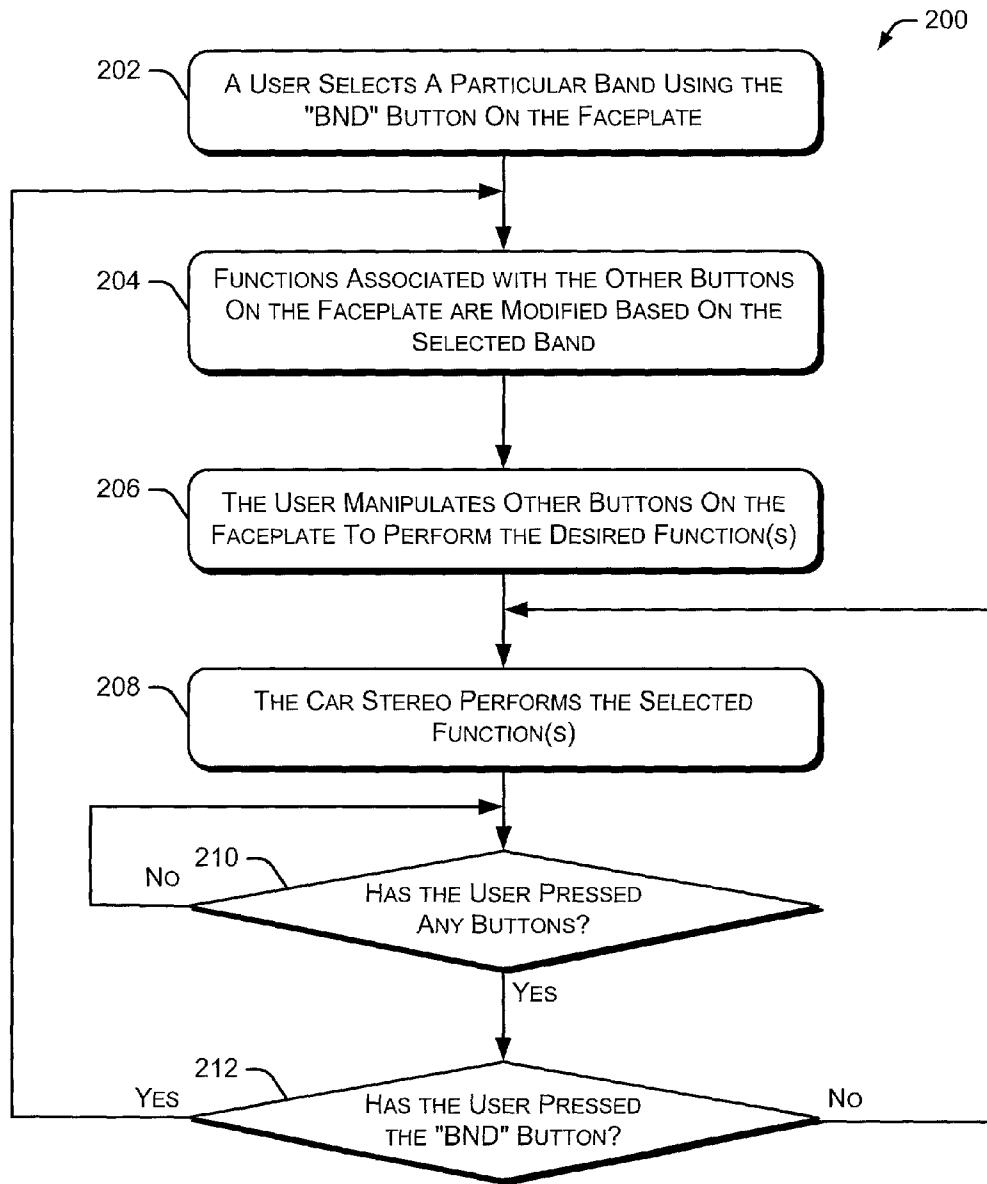 200
202
A USER SELECTS A PARTICULAR BAND USING THE
"BND" BUTTON ON THE FACEPLATE
204
FUNCTIONS ASSOCIATED WITH THE OTHER BUTTONS
ON THE FACEPLATE ARE MODIFIED BASED ON THE
SELECTED BAND
206
THE USER MANIPULATES OTHER BUTTONS ON THE
FACEPLATE TO PERFORM THE DESIRED FUNCTION(S)
208
THE CAR STEREO PERFORMS THE SELECTED
FUNCTION(S)
210
NO
HAS THE USER PRESSED
ANY BUTTONS?
YES
212
YES
HAS THE USER PRESSED
THE "BND" BUTTON?
NO